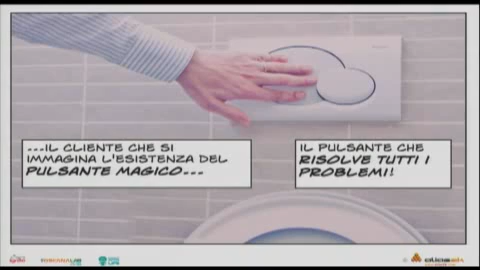 ...IL CLIENTE CHE SI
IMMAGINA L'ESISTENZA DEL
PULSANTE MAGICO...
IL PULSANTE CHE
RISOLVE TUTTI I
PROBLEMI!